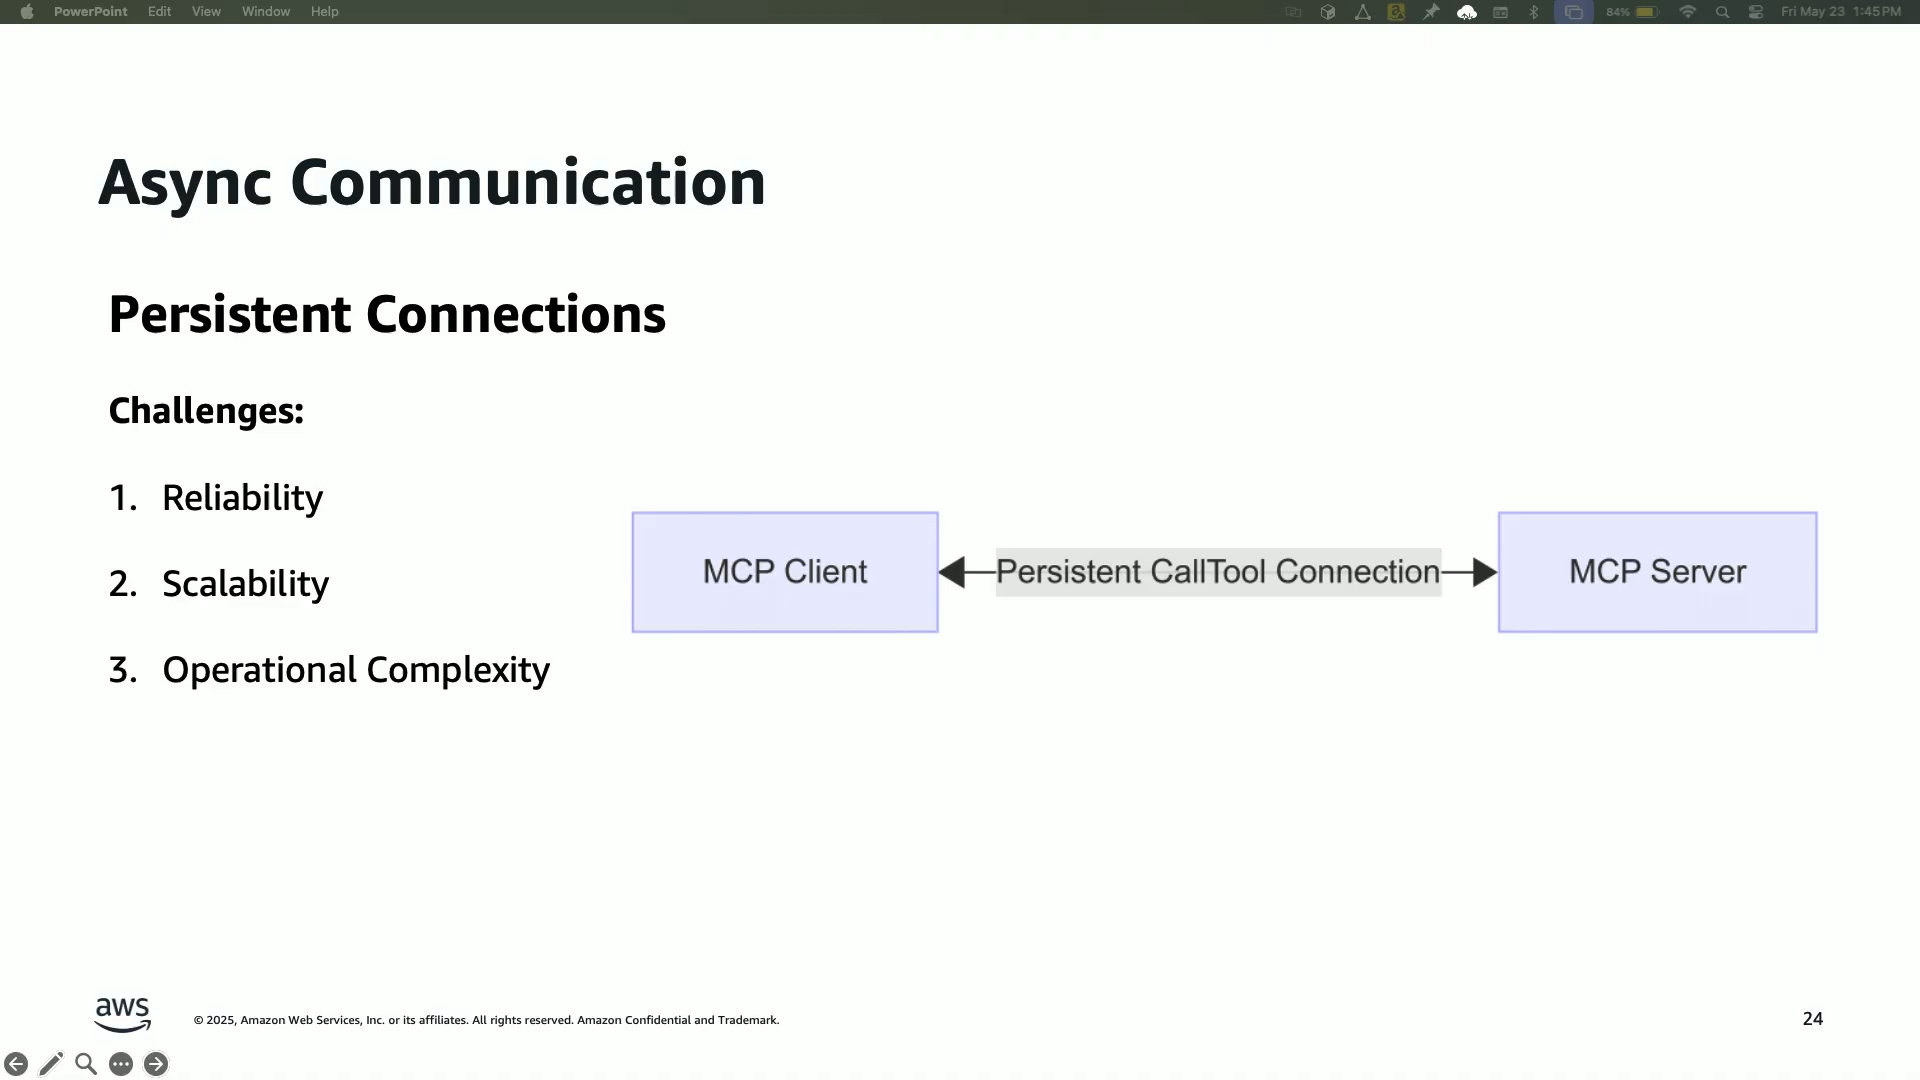 PowerPoint Edit View Window Help
84% Fri May 23 1:45 PM
Async Communication
Persistent Connections
Challenges:
1. Reliability
2. Scalability
3. Operational Complexity
MCP Client
Persistent CallTool Connection
MCP Server
aws
© 2025, Amazon Web Services, Inc. or its affiliates. All rights reserved. Amazon Confidential and Trademark.
24